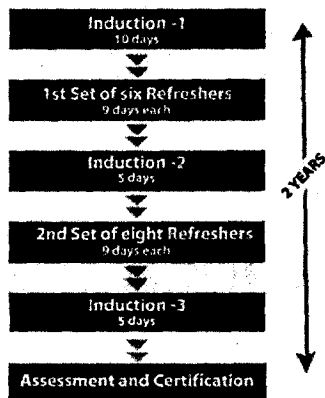 Induction -1
10 days
1st Set of six Refreshers
9 days each
Induction -2
5 days
2nd Set of eight Refreshers
9 days each
Induction -3
5 days
Assessment and Certification
2 YEARS